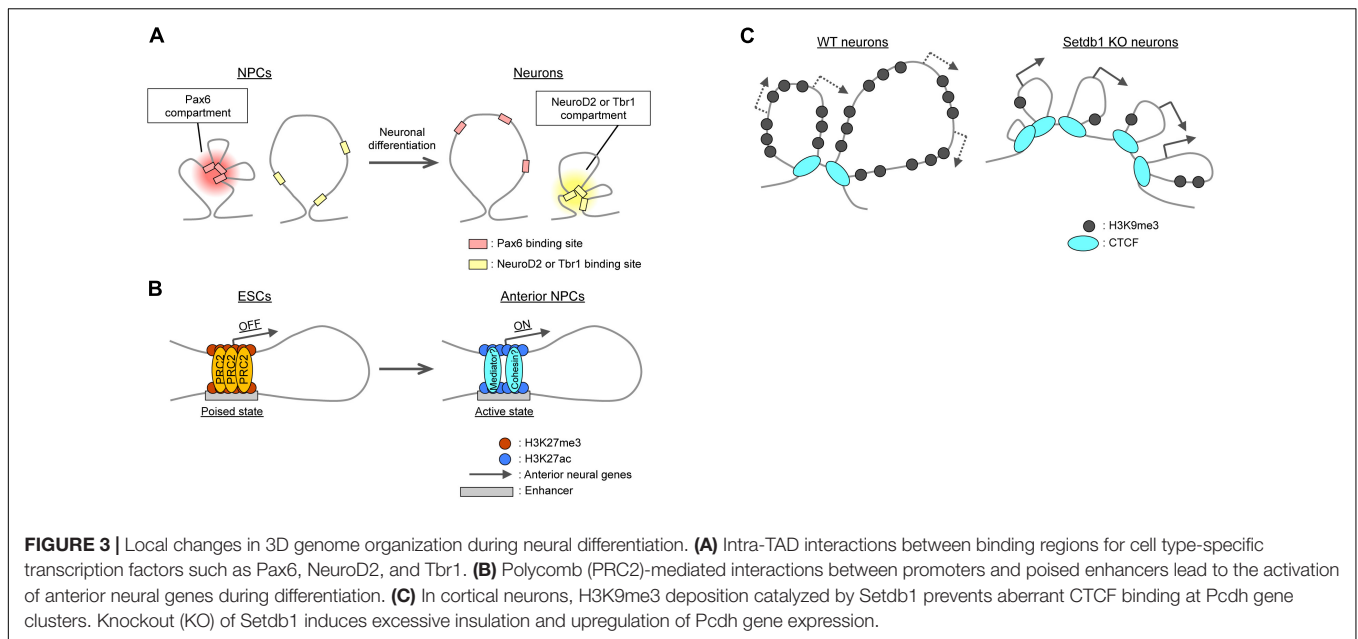 A
NPCs
Pax6
compartment
Neuronal
differentiation
Neurons
NeuroD2 or Tbr1
compartment
: Pax6 binding site
: NeuroD2 or Tbr1 binding site
B
ESCs
OFF
PRC2
PRC2
PRC2
Poised state
Anterior NPCs
ON
Mediator?
Cohesin?
Active state
: H3K27me3
: H3K27ac
: Anterior neural genes
: Enhancer
C
WT neurons
Setdb1 KO neurons
: H3K9me3
: CTCF
FIGURE 3 | Local changes in 3D genome organization during neural differentiation. (A) Intra-TAD interactions between binding regions for cell type-specific
transcription factors such as Pax6, NeuroD2, and Tbr1. (B) Polycomb (PRC2)-mediated interactions between promoters and poised enhancers lead to the activation
of anterior neural genes during differentiation. (C) In cortical neurons, H3K9me3 deposition catalyzed by Setdb1 prevents aberrant CTCF binding at Pcdh gene
clusters. Knockout (KO) of Setdb1 induces excessive insulation and upregulation of Pcdh gene expression.